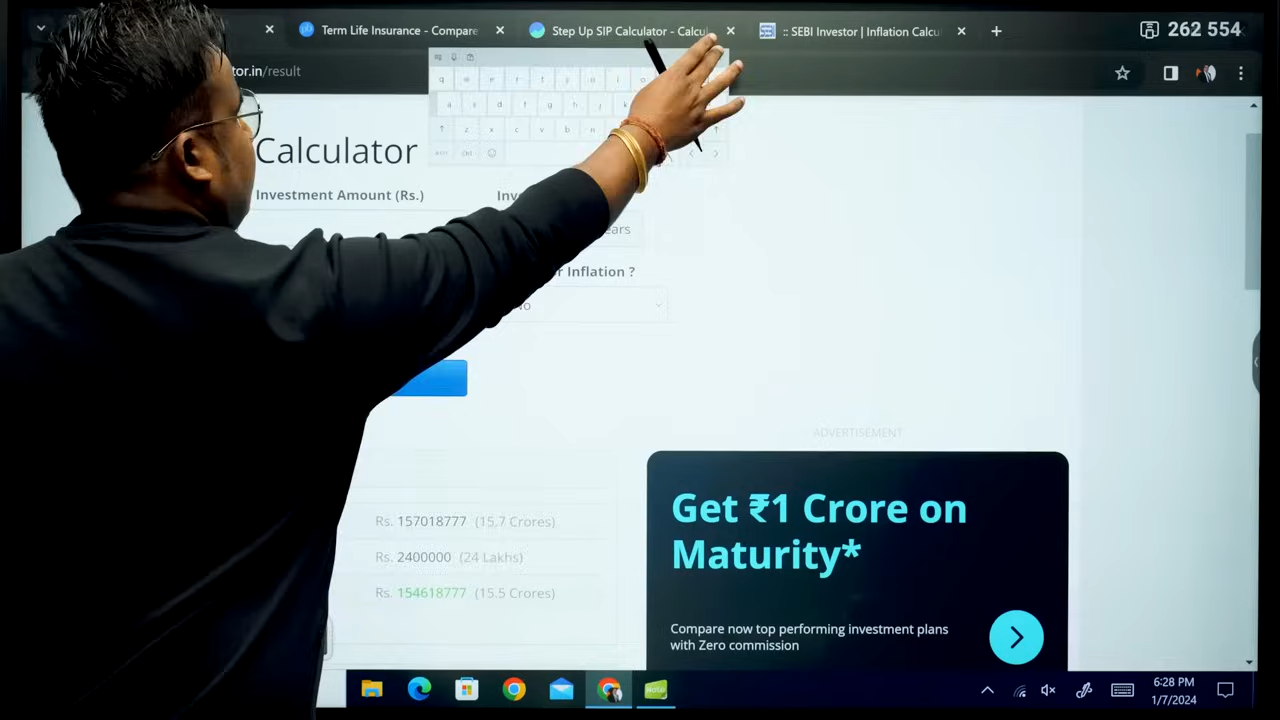 Term Life Insurance - Compare
Step Up SIP Calculator - Calcul
:: SEBI Investor | Inflation Calcu
262 554
tor.in/result
q w e r t y u i o
a s d f g h j k
z x c v b n
Calculator
Investment Amount (Rs.)
Inv
ears
r Inflation ?
No
ADVERTISEMENT
Get ₹1 Crore on
Maturity*
Rs. 157018777 (15.7 Crores)
Rs. 2400000 (24 Lakhs)
Rs. 154618777 (15.5 Crores)
Compare now top performing investment plans
with Zero commission
6:28 PM
1/7/2024